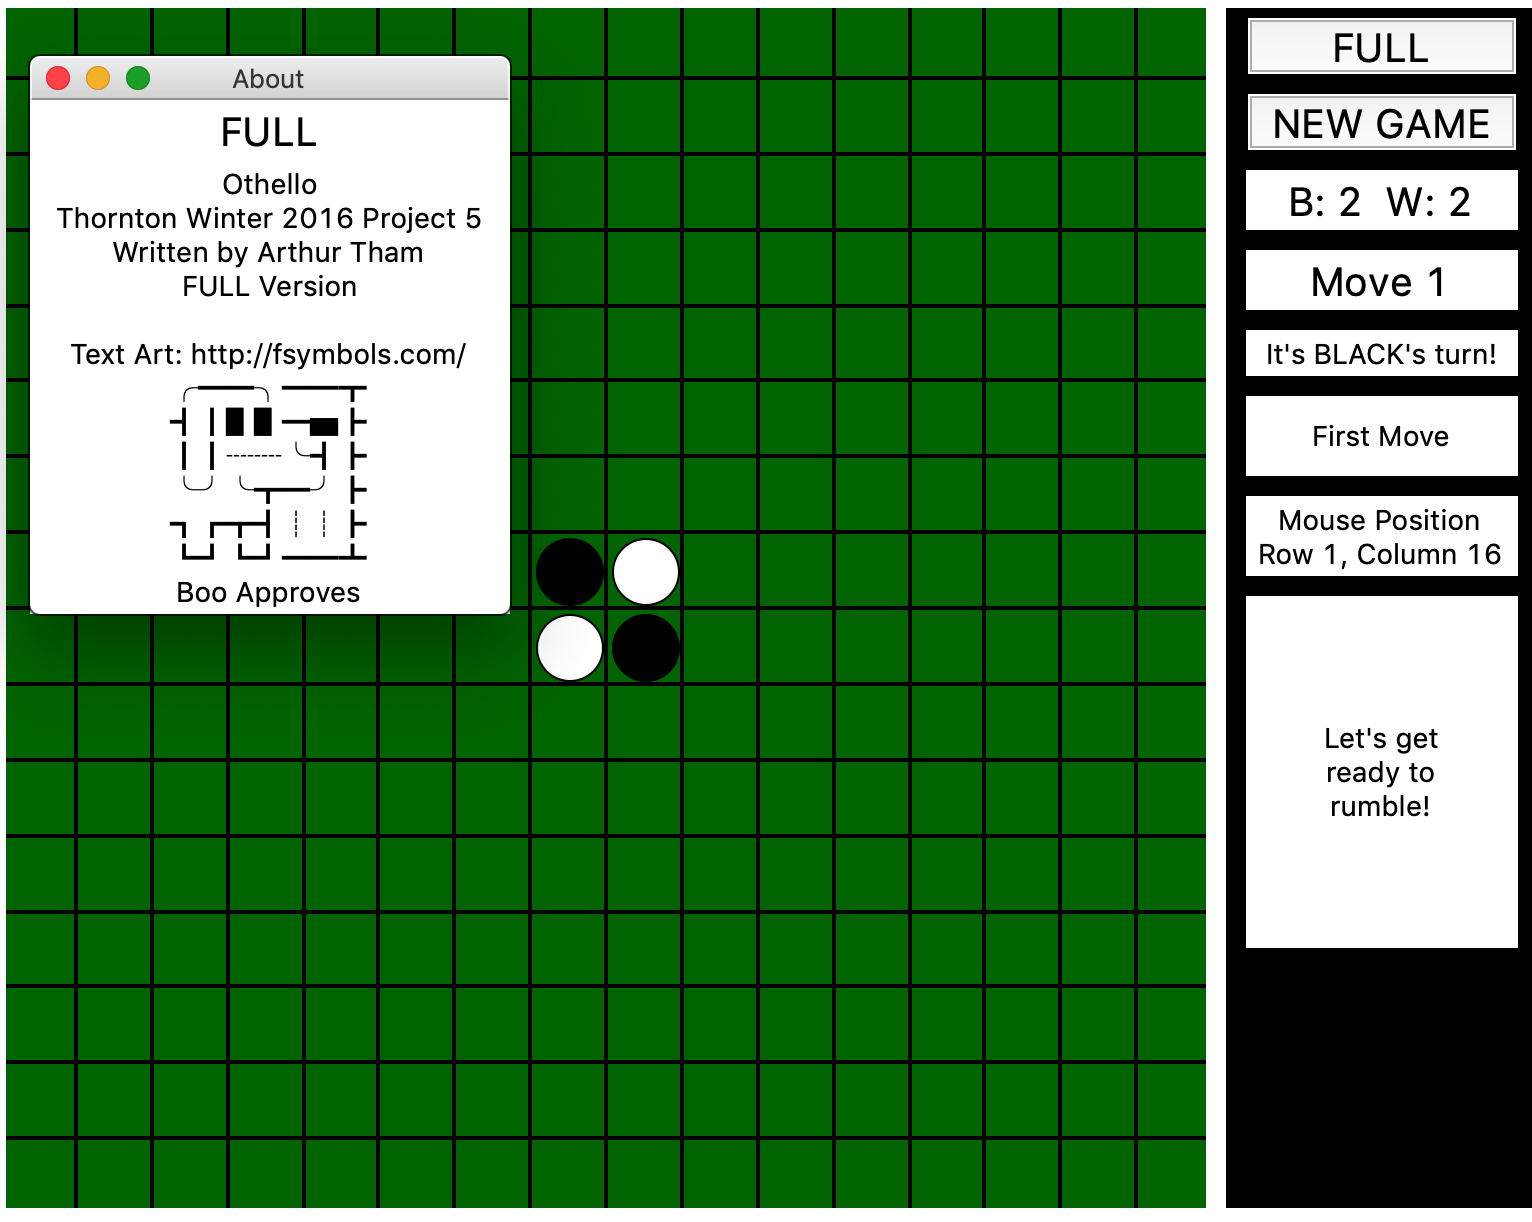 About
FULL
Othello
Thornton Winter 2016 Project 5
Written by Arthur Tham
FULL Version
Text Art: http://fsymbols.com/
Boo Approves
FULL
NEW GAME
B: 2 W: 2
Move 1
It's BLACK's turn!
First Move
Mouse Position
Row 1, Column 16
Let's get
ready to
rumble!